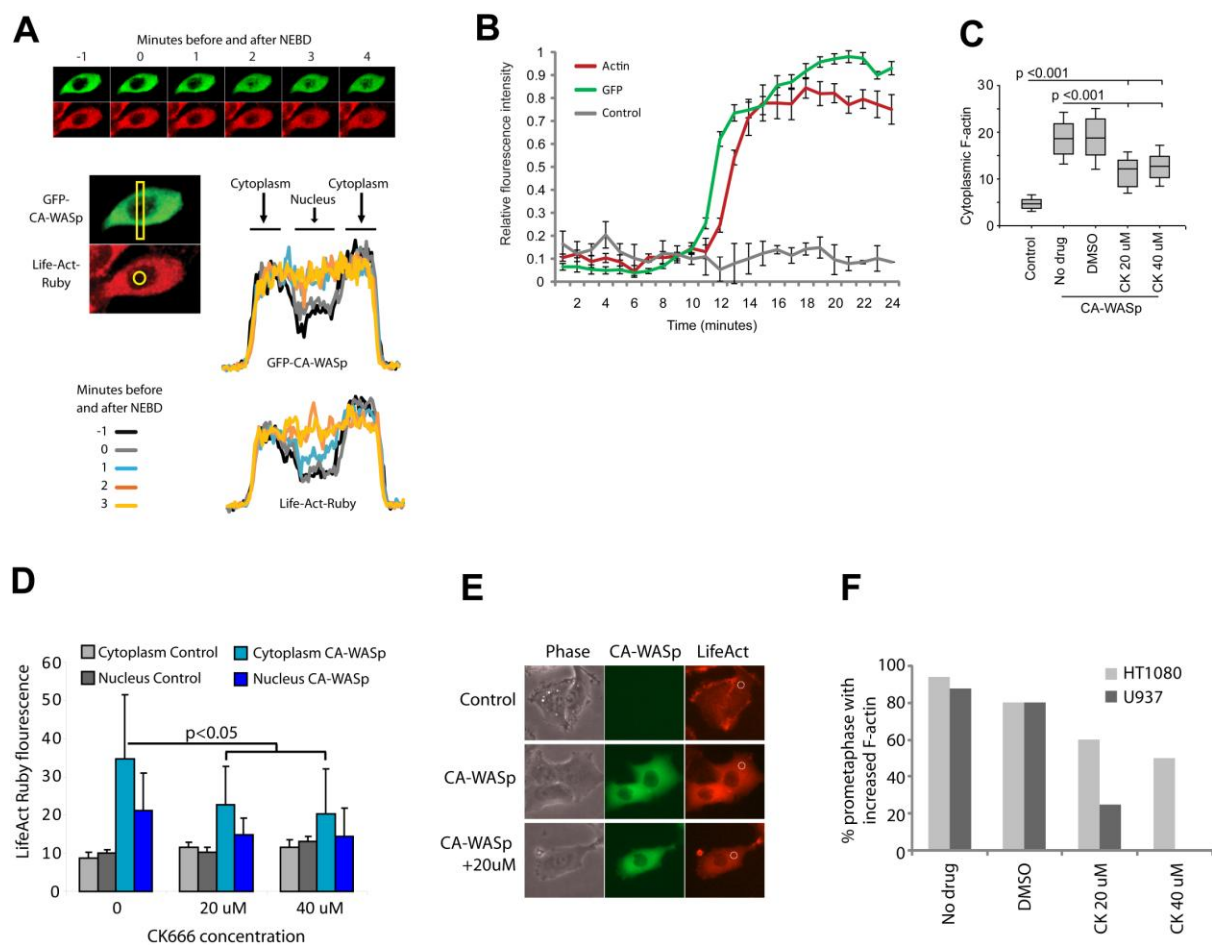 A
Minutes before and after NEBD
-1 0 1 2 3 4
GFP-
CA-WASp
Life-Act-
Ruby
Cytoplasm Cytoplasm
Nucleus
GFP-CA-WASp
Minutes before
and after NEBD
-1
0
1
2
3
Life-Act-Ruby
B
Relative flourescence intensity
1
0.9
0.8
0.7
0.6
0.5
0.4
0.3
0.2
0.1
0
Actin
GFP
Control
2 4 6 8 10 12 14 16 18 20 22 24
Time (minutes)
C
p <.001
p <.001
Cytoplasmic F-actin
30
20
10
0
Control
No drug
DMSO
CK 20 uM
CK 40 uM
CA-WASp
D
LifeAct Ruby flourescence
60
50
40
30
20
10
0
Cytoplasm Control Cytoplasm CA-WASp
Nucleus Control Nucleus CA-WASp
p<0.05
0 20 uM 40 uM
CK666 concentration
E
Phase CA-WASp LifeAct
Control
CA-WASp
CA-WASp
+20uM
F
% prometaphase with
increased F-actin
100
80
60
40
20
0
HT1080
U937
No drug
DMSO
CK 20 uM
CK 40 uM